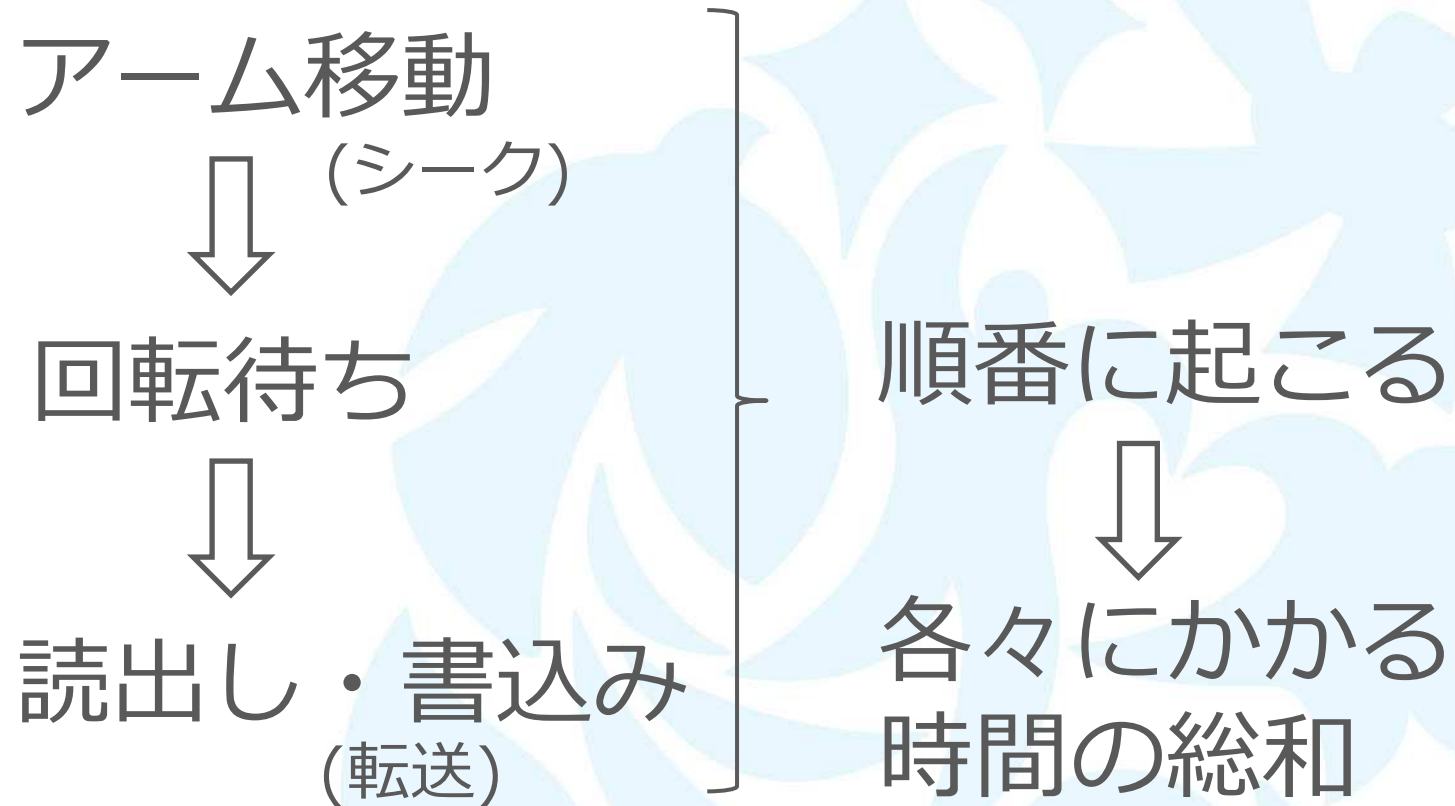 アーム移動
(シーク)
回転待ち
読出し・書込み
(転送)
順番に起こる
各々にかかる
時間の総和